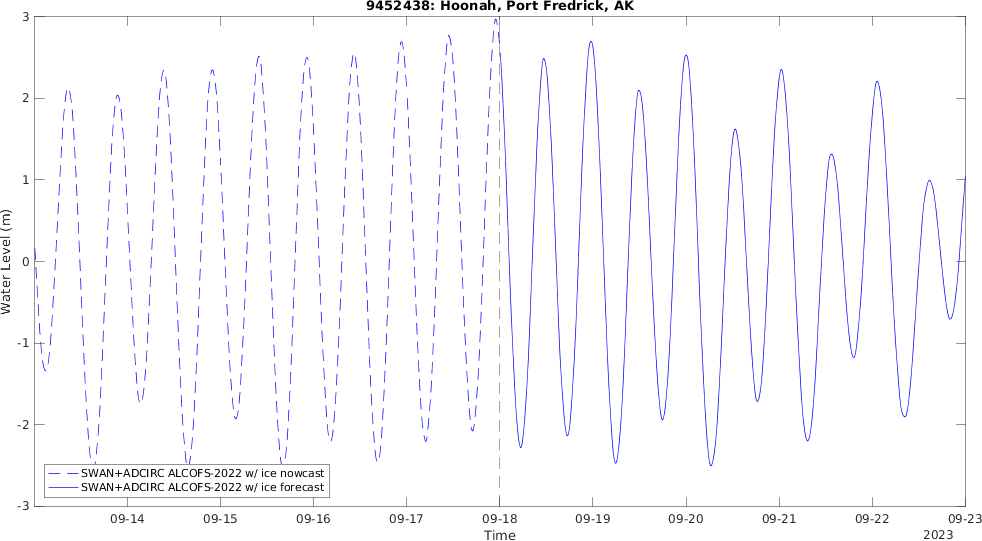 9452438: Hoonah, Port Fredrick, AK
3
2
1
0
-1
-2
-3
Water Level (m)
SWAN+ADCIRC ALCOFS-2022 w/ ice nowcast
SWAN+ADCIRC ALCOFS-2022 w/ ice forecast
09-14 09-15 09-16 09-17 09-18 09-19 09-20 09-21 09-22 09-23
Time
2023